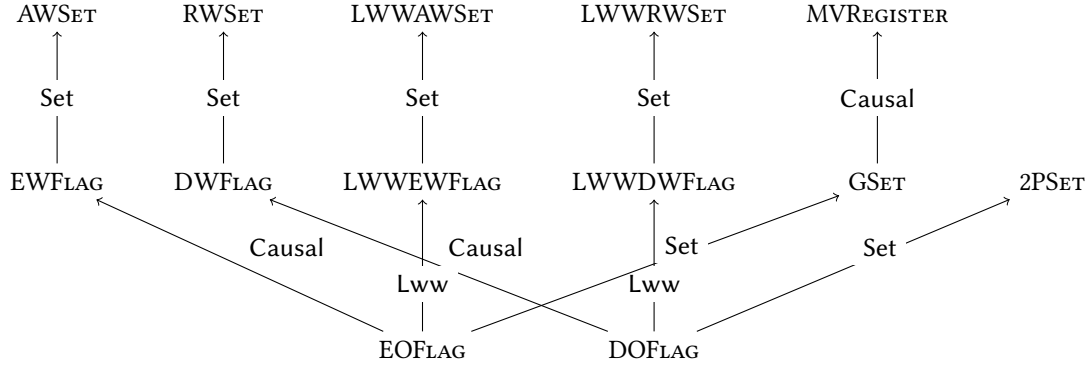 AWSET RWSET LWWAWSET LWWRWSET MVREGISTER
Set Set Set Set Causal
EWFLAG DWFLAG LWWEWFLAG LWWDWFLAG GSET 2PSET
Causal Causal Set Set
Lww Lww
EOFLAG DOFLAG